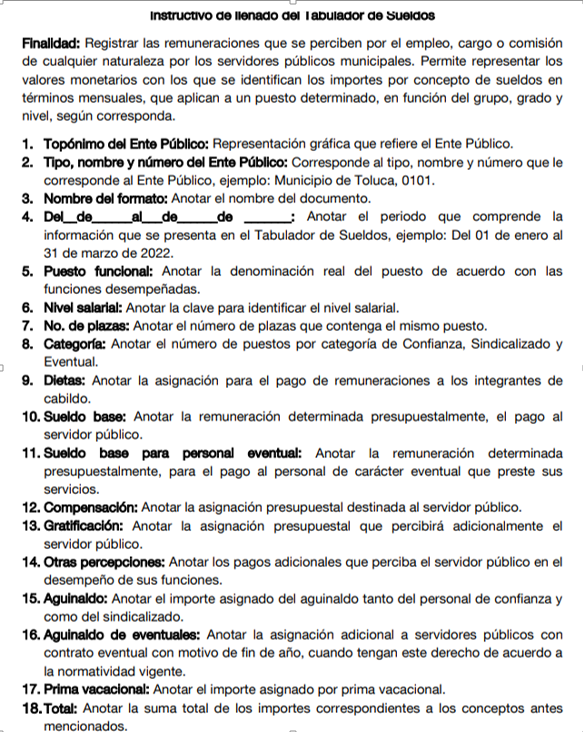 Instructivo de llenado del Tabulador de Sueldos
Finalidad: Registrar las remuneraciones que se perciben por el empleo, cargo o comisión
de cualquier naturaleza por los servidores públicos municipales. Permite representar los
valores monetarios con los que se identifican los importes por concepto de sueldos en
términos mensuales, que aplican a un puesto determinado, en función del grupo, grado y
nivel, según corresponda.
1. Topónimo del Ente Público: Representación gráfica que refiere el Ente Público.
2. Tipo, nombre y número del Ente Público: Corresponde al tipo, nombre y número que le
corresponde al Ente Público, ejemplo: Municipio de Toluca, 0101.
3. Nombre del formato: Anotar el nombre del documento.
4. Del__de______al___de______de _______: Anotar el periodo que comprende la
información que se presenta en el Tabulador de Sueldos, ejemplo: Del 01 de enero al
31 de marzo de 2022.
5. Puesto funcional: Anotar la denominación real del puesto de acuerdo con las
funciones desempeñadas.
6. Nivel salarial: Anotar la clave para identificar el nivel salarial.
7. No. de plazas: Anotar el número de plazas que contenga el mismo puesto.
8. Categoría: Anotar el número de puestos por categoría de Confianza, Sindicalizado y
Eventual.
9. Dietas: Anotar la asignación para el pago de remuneraciones a los integrantes de
cabildo.
10. Sueldo base: Anotar la remuneración determinada presupuestalmente, el pago al
servidor público.
11. Sueldo base para personal eventual: Anotar la remuneración determinada
presupuestalmente, para el pago al personal de carácter eventual que preste sus
servicios.
12. Compensación: Anotar la asignación presupuestal destinada al servidor público.
13. Gratificación: Anotar la asignación presupuestal que percibirá adicionalmente el
servidor público.
14. Otras percepciones: Anotar los pagos adicionales que perciba el servidor público en el
desempeño de sus funciones.
15. Aguinaldo: Anotar el importe asignado del aguinaldo tanto del personal de confianza y
como del sindicalizado.
16. Aguinaldo de eventuales: Anotar la asignación adicional a servidores públicos con
contrato eventual con motivo de fin de año, cuando tengan este derecho de acuerdo a
la normatividad vigente.
17. Prima vacacional: Anotar el importe asignado por prima vacacional.
18. Total: Anotar la suma total de los importes correspondientes a los conceptos antes
mencionados.